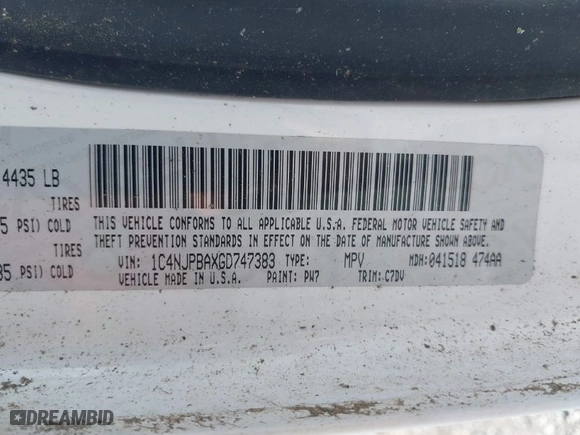 4435 LB
TIRES
5 PSI) COLD
TIRES
35 PSI) COLD
THIS VEHICLE CONFORMS TO ALL APPLICABLE U.S.A. FEDERAL MOTOR VEHICLE SAFETY AND
THEFT PREVENTION STANDARDS IN EFFECT ON THE DATE OF MANUFACTURE SHOWN ABOVE.
VIN: 1C4NJPBAXGD747383 TYPE: MPV MDH: 041518 474AA
VEHICLE MADE IN U.S.A. PAINT: PW7 TRIM: C7DV
DREAMBID